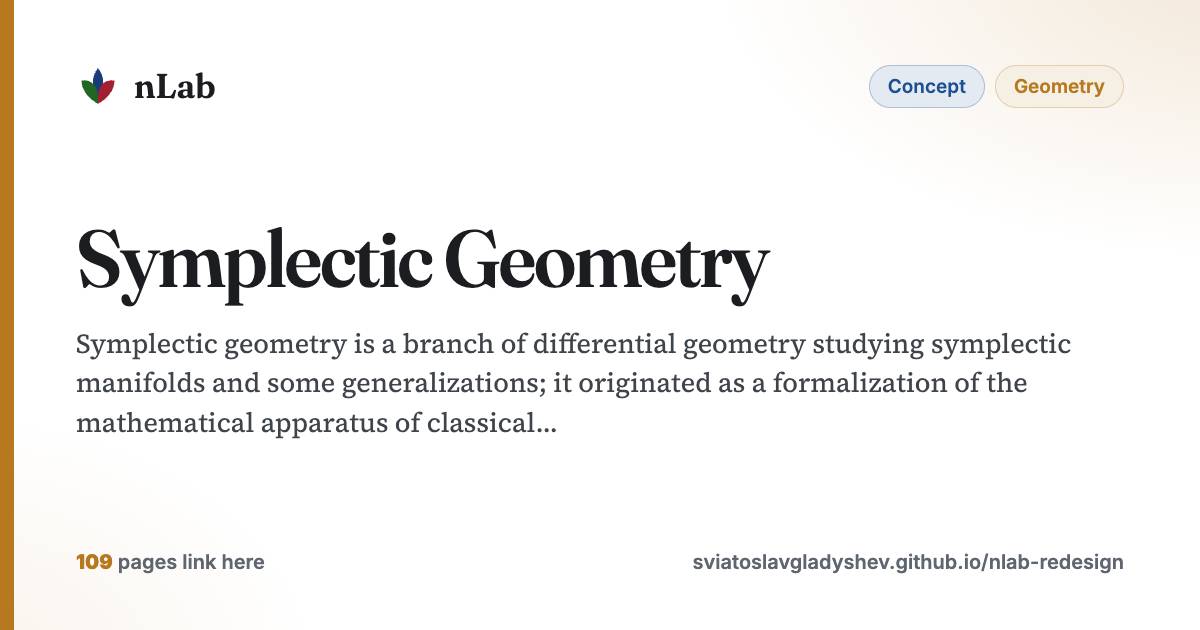 nLab
Concept
Geometry
Symplectic Geometry
Symplectic geometry is a branch of differential geometry studying symplectic
manifolds and some generalizations; it originated as a formalization of the
mathematical apparatus of classical...
109 pages link here
sviatoslavgladyshev.github.io/nlab-redesign